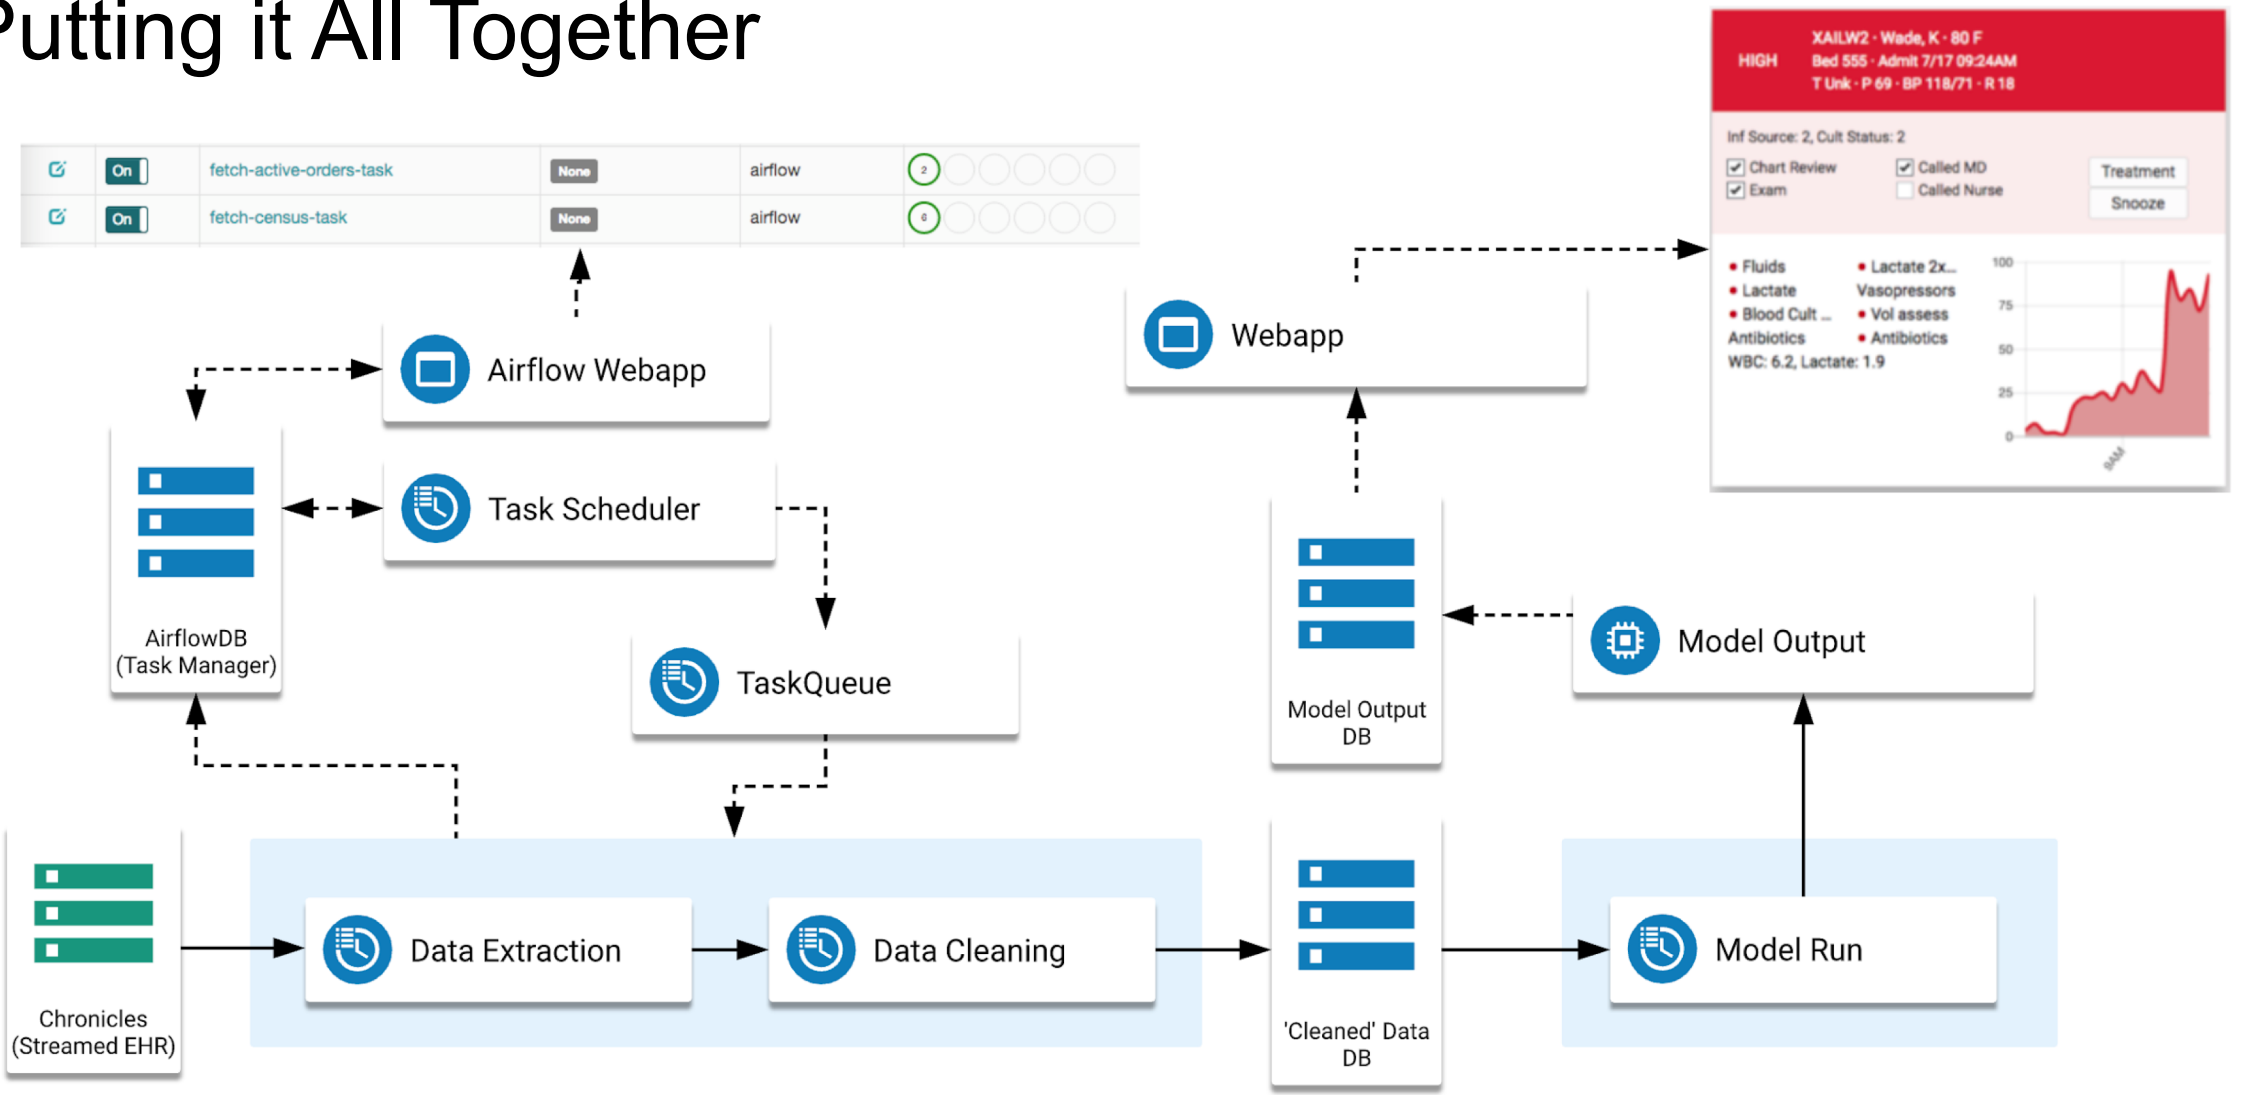 Putting it All Together
On fetch-active-orders-task None airflow 2
On fetch-census-task None airflow 6
HIGH
XAILW2 · Wade, K · 80 F
Bed 555 · Admit 7/17 09:24AM
T Unk · P 69 · BP 118/71 · R 18
Inf Source: 2, Cult Status: 2
Chart Review
Called MD
Treatment
Exam
Called Nurse
Snooze
• Fluids
• Lactate 2x...
• Lactate
Vasopressors
• Blood Cult ...
• Vol assess
Antibiotics
• Antibiotics
WBC: 6.2, Lactate: 1.9
100
75
50
25
0
9AM
Airflow Webapp
Webapp
Task Scheduler
AirflowDB
(Task Manager)
TaskQueue
Model Output
DB
Model Output
Chronicles
(Streamed EHR)
Data Extraction
Data Cleaning
'Cleaned' Data
DB
Model Run